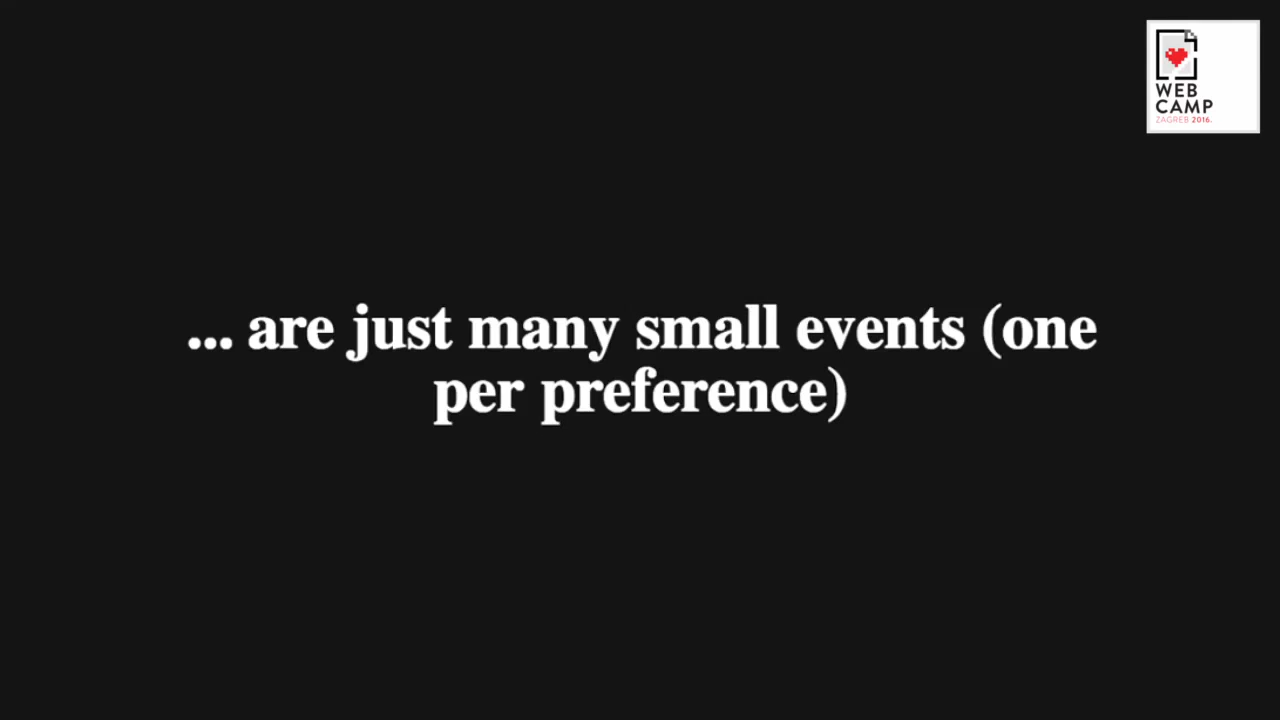 WEB
CAMP
ZAGREB 2016.
... are just many small events (one
per preference)